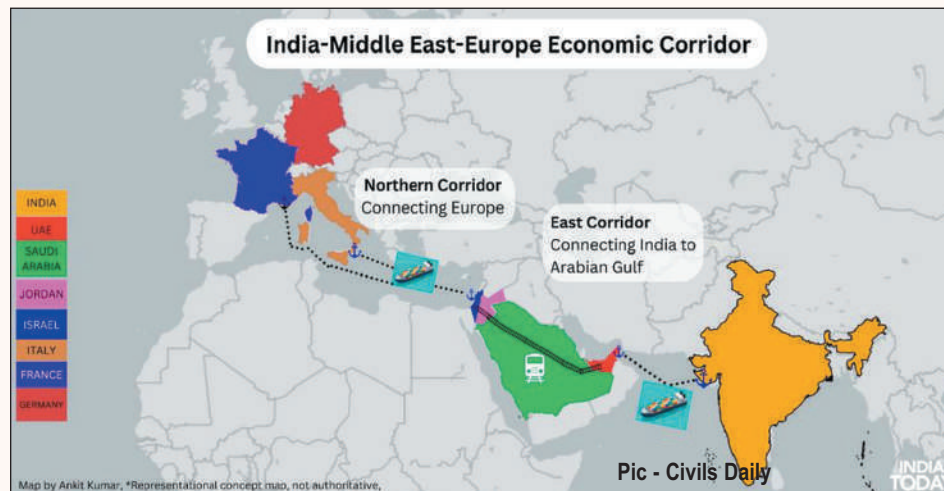 India-Middle East-Europe Economic Corridor
Northern Corridor
Connecting Europe
East Corridor
Connecting India to
Arabian Gulf
INDIA
UAE
SAUDI
ARABIA
JORDAN
ISRAEL
ITALY
FRANCE
GERMANY
Map by Ankit Kumar, *Representational concept map, not authoritative,
Pic - Civils Daily
INDIA
TODAY